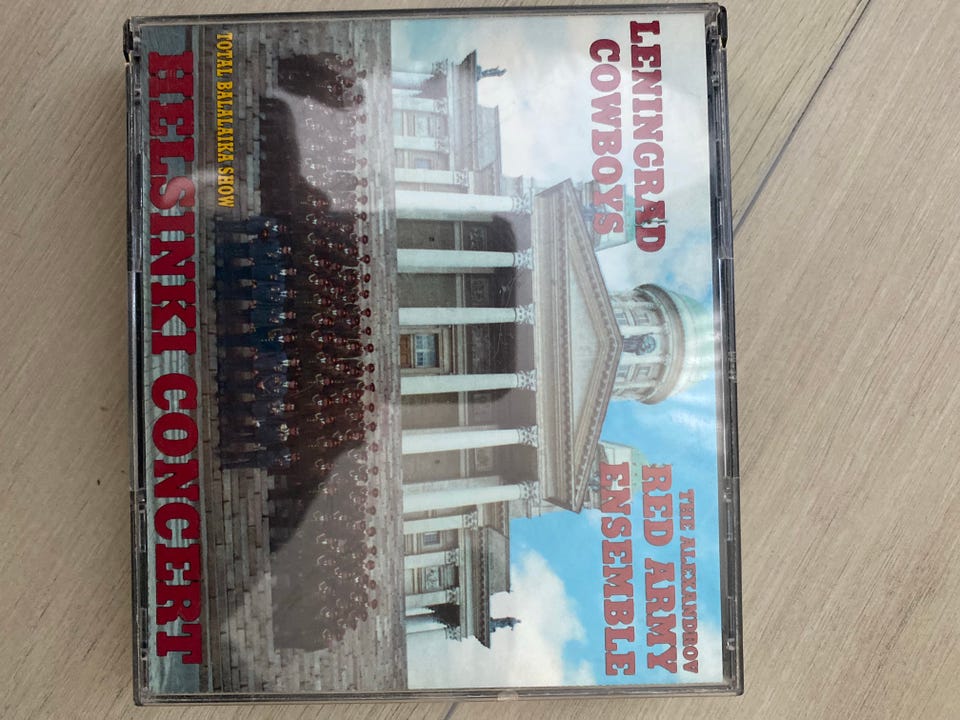 LENINGRAD
COWBOYS
THE ALEXANDROV
RED ARMY
ENSEMBLE
TOTAL BALALAIKA SHOW
HELSINKI CONCERT